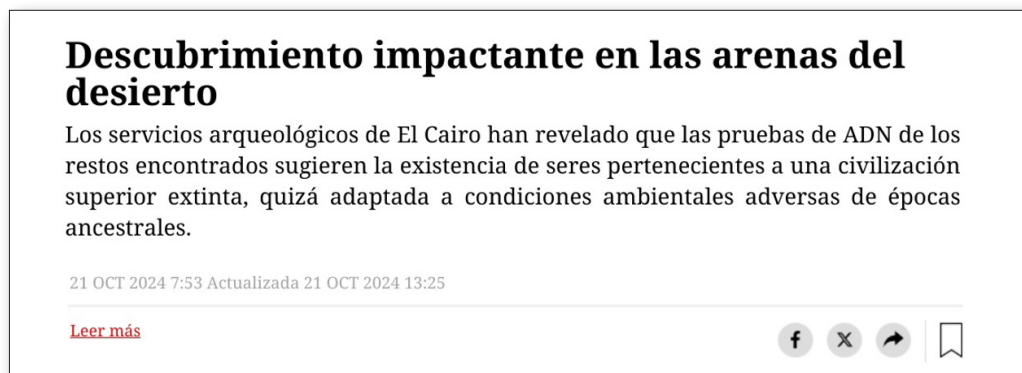 Descubrimiento impactante en las arenas del
desierto
Los servicios arqueológicos de El Cairo han revelado que las pruebas de ADN de los
restos encontrados sugieren la existencia de seres pertenecientes a una civilización
superior extinta, quizá adaptada a condiciones ambientales adversas de épocas
ancestrales.
21 OCT 2024 7:53 Actualizada 21 OCT 2024 13:25
Leer más